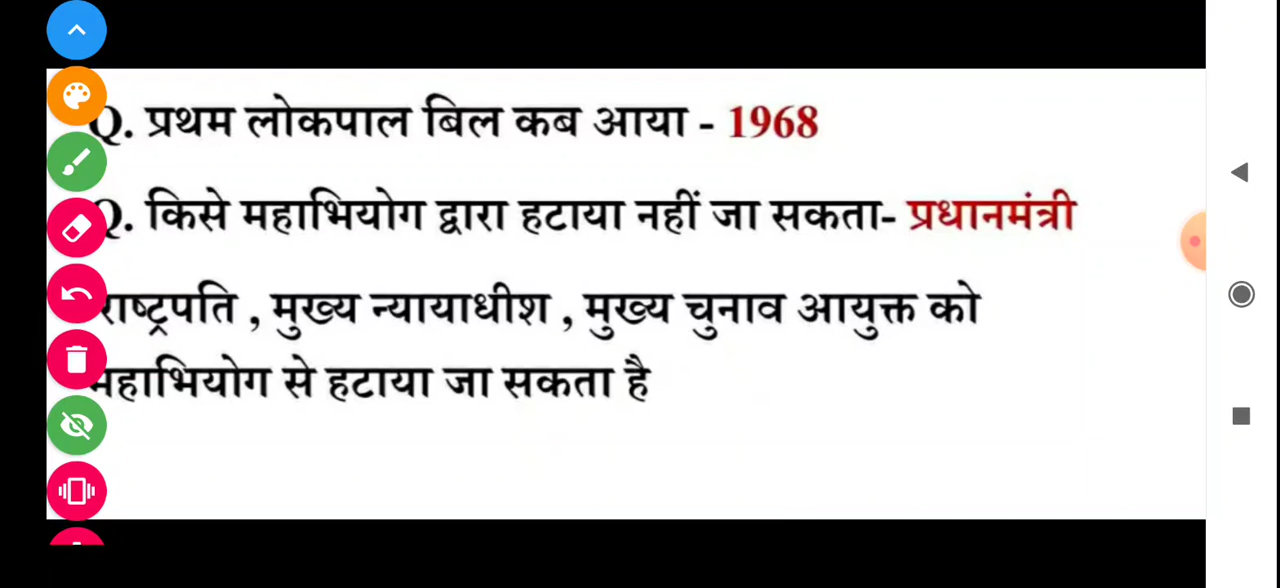 Q. प्रथम लोकपाल बिल कब आया - 1968
Q. किसे महाभियोग द्वारा हटाया नहीं जा सकता- प्रधानमंत्री
राष्ट्रपति , मुख्य न्यायाधीश , मुख्य चुनाव आयुक्त को
महाभियोग से हटाया जा सकता है